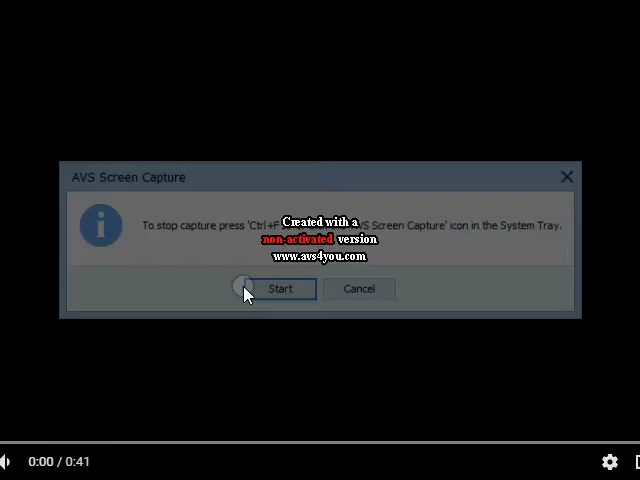 AVS Screen Capture
To stop capture press 'Ctrl+F S Screen Capture' icon in the System Tray.
Created with a
non-activated version
www.avs4you.com
Start Cancel
0:00 / 0:41